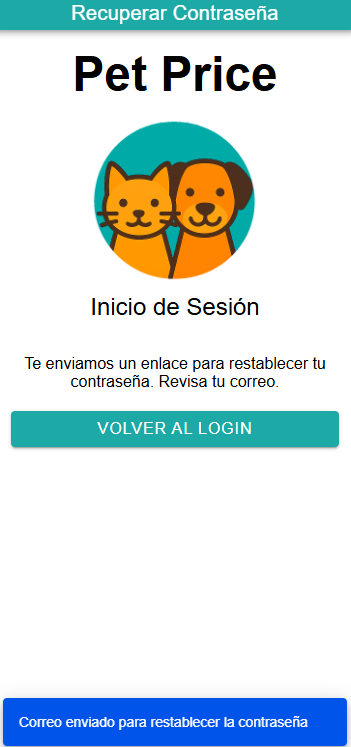 Recuperar Contraseña
Pet Price
Inicio de Sesión
Te enviamos un enlace para restablecer tu
contraseña. Revisa tu correo.
VOLVER AL LOGIN
Correo enviado para restablecer la contraseña